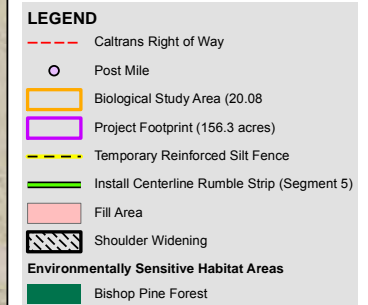 LEGEND
Caltrans Right of Way
Post Mile
Biological Study Area (20.08
Project Footprint (156.3 acres)
Temporary Reinforced Silt Fence
Install Centerline Rumble Strip (Segment 5)
Fill Area
Shoulder Widening
Environmentally Sensitive Habitat Areas
Bishop Pine Forest